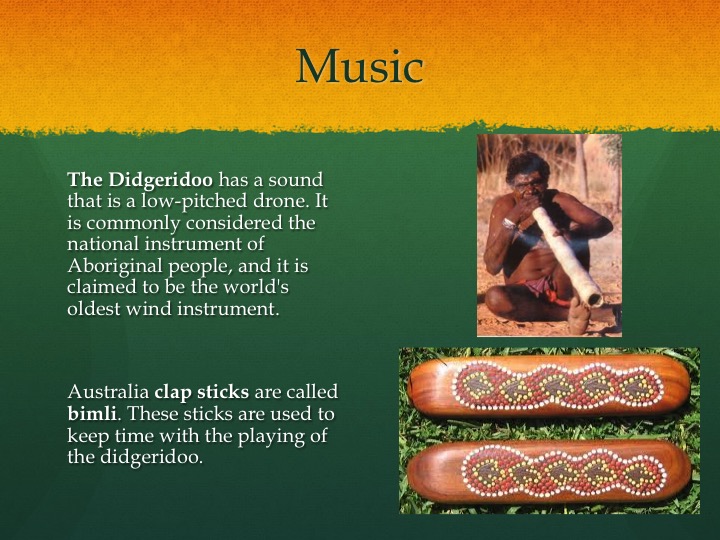 Music
The Didgeridoo has a sound
that is a low-pitched drone. It
is commonly considered the
national instrument of
Aboriginal people, and it is
claimed to be the world's
oldest wind instrument.
Australia clap sticks are called
bimli. These sticks are used to
keep time with the playing of
the didgeridoo.